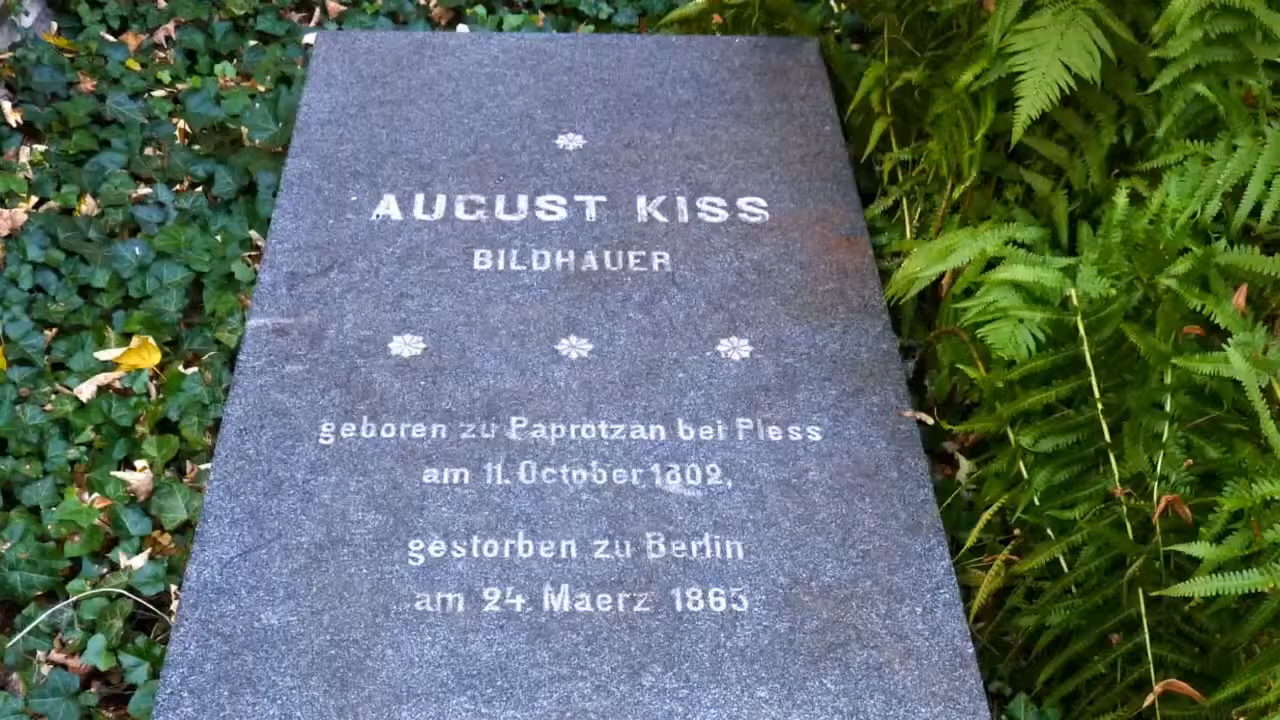 AUGUST KISS
BILDHAUER
geboren zu Paprotzan bei Pless
am 11. October 1802,
gestorben zu Berlin
am 24. Maerz 1865